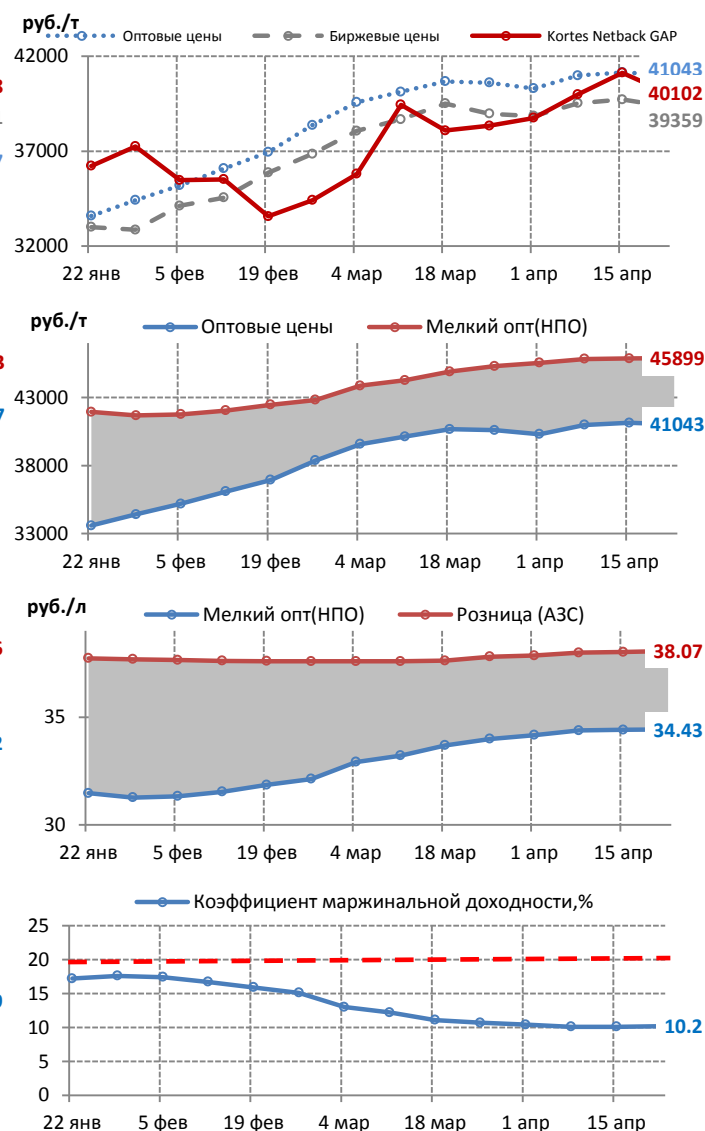 руб./т
Оптовые цены Биржевые цены Kortes Netback GAP
42000
41043
40102
39359
37000
32000
22 янв 5 фев 19 фев 4 мар 18 мар 1 апр 15 апр
руб./т
Оптовые цены Мелкий опт(НПО)
45899
43000
41043
38000
33000
22 янв 5 фев 19 фев 4 мар 18 мар 1 апр 15 апр
руб./л
Мелкий опт(НПО) Розница (АЗС)
38.07
35
34.43
30
22 янв 5 фев 19 фев 4 мар 18 мар 1 апр 15 апр
Коэффициент маржинальной доходности,%
25
20
15
10
10.2
5
0
22 янв 5 фев 19 фев 4 мар 18 мар 1 апр 15 апр